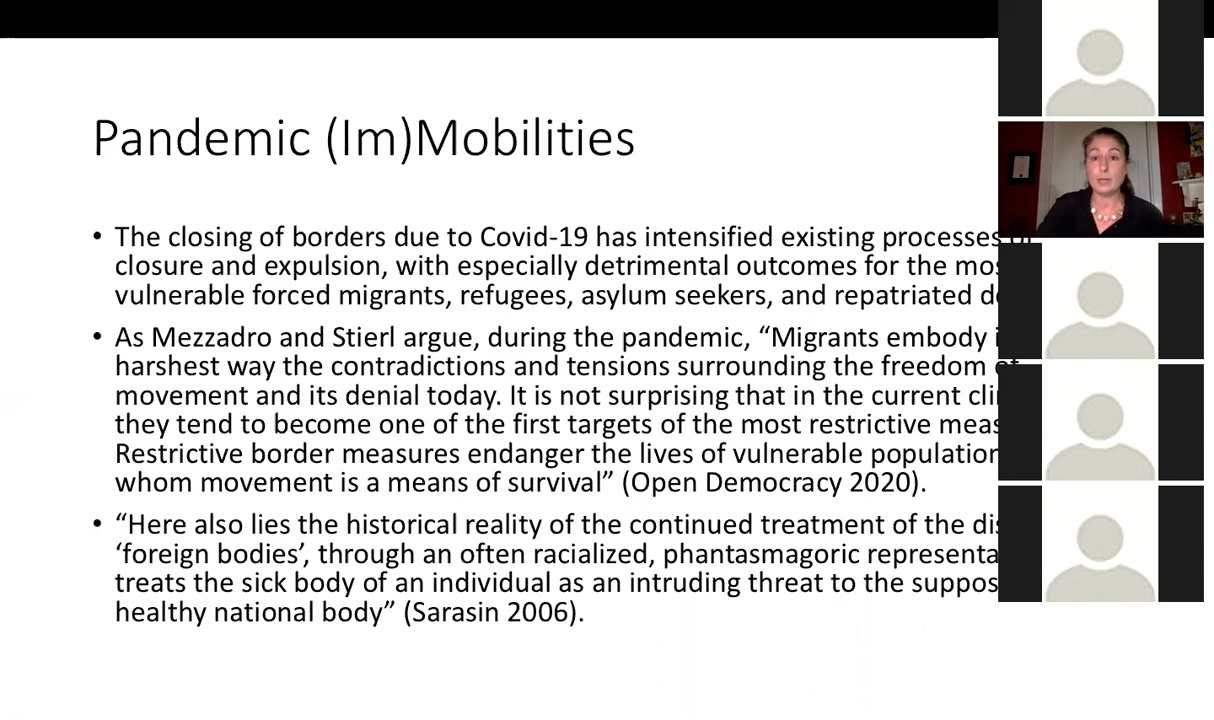 Pandemic (Im)Mobilities
• The closing of borders due to Covid-19 has intensified existing processes of
closure and expulsion, with especially detrimental outcomes for the
vulnerable forced migrants, refugees, asylum seekers, and repatriated
• As Mezzadro and Stierl argue, during the pandemic, “Migrants embody
harshest way the contradictions and tensions surrounding the freedom of
movement and its denial today. It is not surprising that in the current
they tend to become one of the first targets of the most restrictive
Restrictive border measures endanger the lives of vulnerable
whom movement is a means of survival” (Open Democracy 2020).
• “Here also lies the historical reality of the continued treatment of the
‘foreign bodies’, through an often racialized, phantasmagoric
treats the sick body of an individual as an intruding threat to the
healthy national body” (Sarasin 2006).